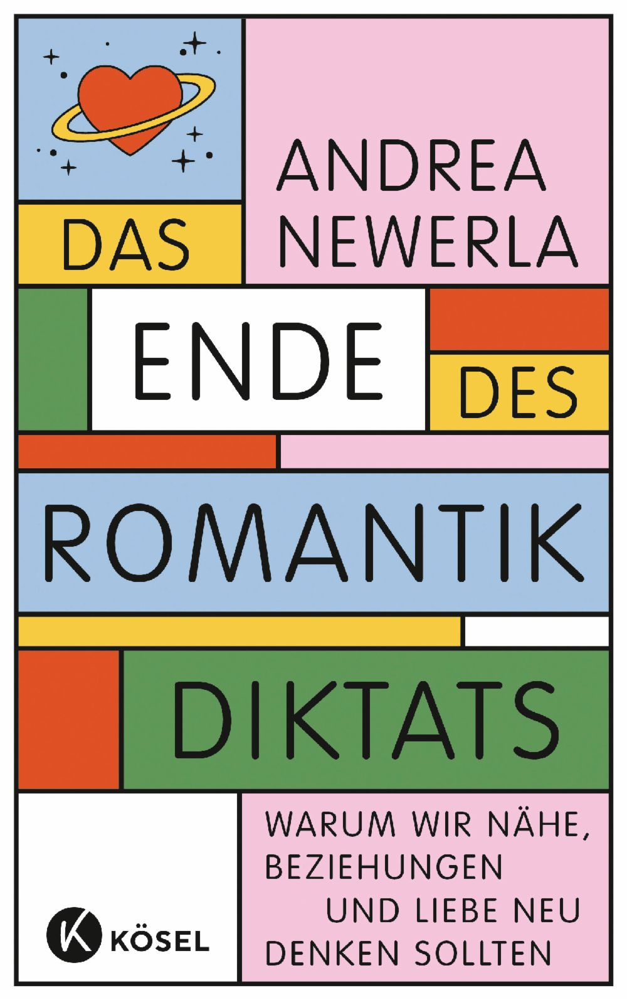 ANDREA
NEWERLA
DAS
ENDE
DES
ROMANTIK
DIKTATS
WARUM WIR NÄHE,
BEZIEHUNGEN
UND LIEBE NEU
DENKEN SOLLTEN
K KÖSEL